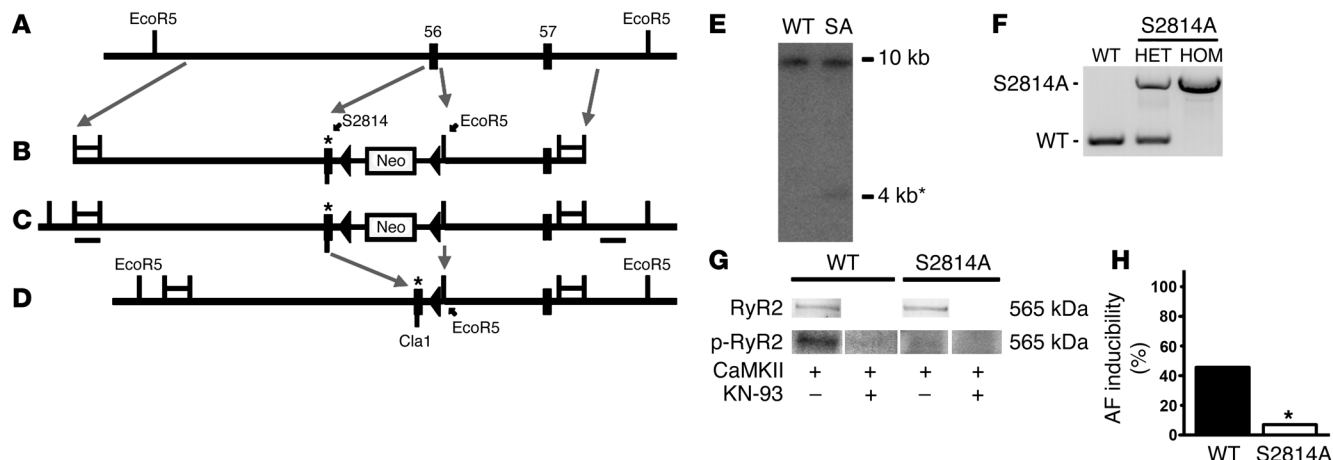 A
EcoR5
56
57
EcoR5
B
* S2814
Neo
EcoR5
C
*
Neo
D
EcoR5
*
Cla1
EcoR5
EcoR5
E
WT SA
10 kb
4 kb*
F
S2814A
WT HET HOM
S2814A -
WT -
G
WT S2814A
RyR2 565 kDa
p-RyR2 565 kDa
CaMKII + + + +
KN-93 – + – +
H
AF inducibility
(%)
100
80
60
40
20
0
*
WT S2814A